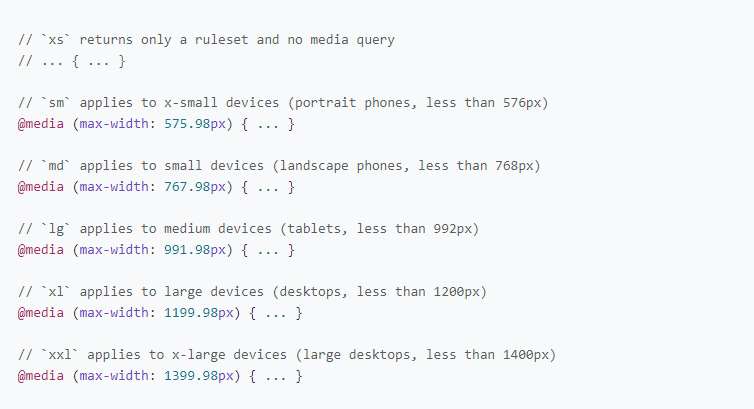 // `xs` returns only a ruleset and no media query
// ... { ... }
// `sm` applies to x-small devices (portrait phones, less than 576px)
@media (max-width: 575.98px) { ... }
// `md` applies to small devices (landscape phones, less than 768px)
@media (max-width: 767.98px) { ... }
// `lg` applies to medium devices (tablets, less than 992px)
@media (max-width: 991.98px) { ... }
// `xl` applies to large devices (desktops, less than 1200px)
@media (max-width: 1199.98px) { ... }
// `xxl` applies to x-large devices (large desktops, less than 1400px)
@media (max-width: 1399.98px) { ... }